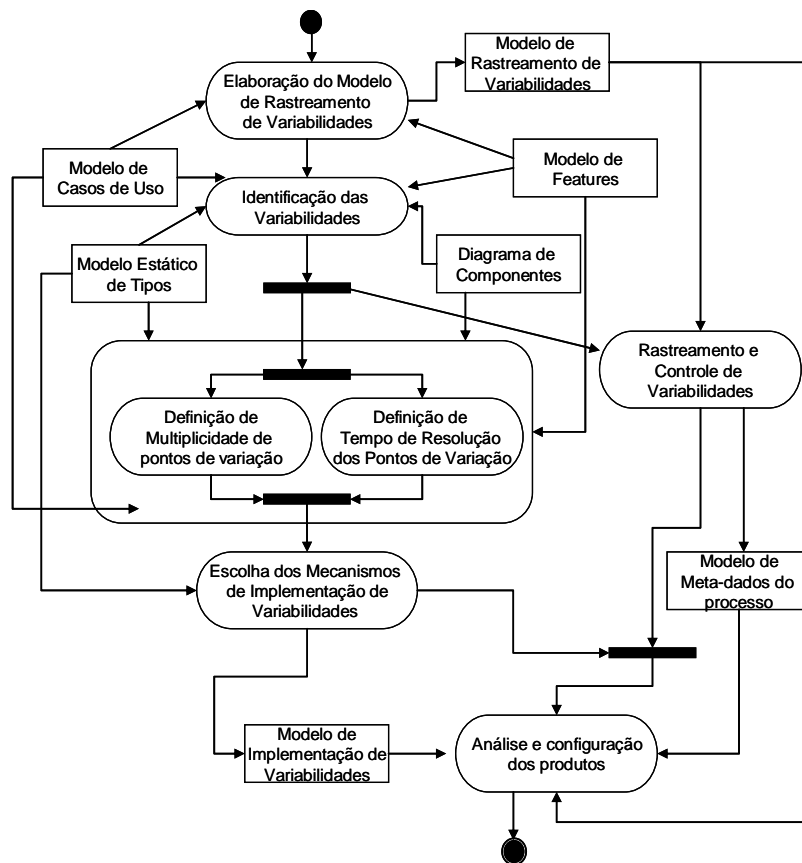 Modelo de
Rastreamento de
Variabilidades
Elaboração do Modelo
de Rastreamento
de Variabilidades
Modelo de
Casos de Uso
Modelo de
Features
Identificação das
Variabilidades
Modelo Estático
de Tipos
Diagrama de
Componentes
Rastreamento e
Controle de
Variabilidades
Definição de
Multiplicidade de
pontos de variação
Definição de
Tempo de Resolução
dos Pontos de Variação
Escolha dos Mecanismos
de Implementação de
Variabilidades
Modelo de
Meta-dados do
processo
Modelo de
Implementação de
Variabilidades
Análise e configuração
dos produtos